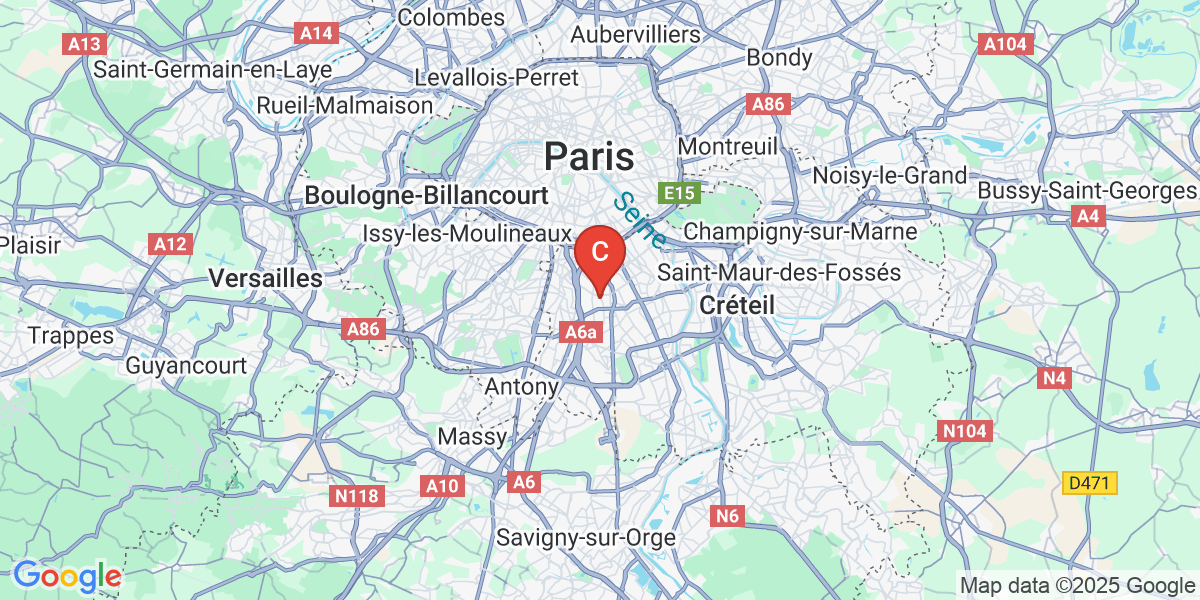 Colombes
A14
Aubervilliers
A13
A104
Bondy
Saint-Germain-en-Laye
Levallois-Perret
Rueil-Malmaison
A86
Paris
Montreuil
Noisy-le-Grand
Boulogne-Billancourt
E15
Bussy-Saint-Georges
Seine
A4
Issy-les-Moulineaux
Champigny-sur-Marne
Plaisir
A12
C
Versailles
Saint-Maur-des-Fossés
Créteil
A86
A6a
Trappes
Guyancourt
Antony
N4
Massy
N104
A10
A6
D471
N118
N6
Savigny-sur-Orge
Google
Map data ©2025 Google